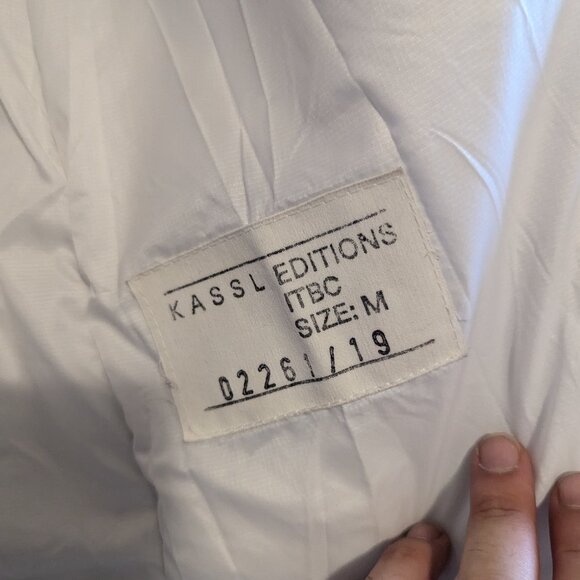 KASSL EDITIONS
ITBC
SIZE: M
02261/19